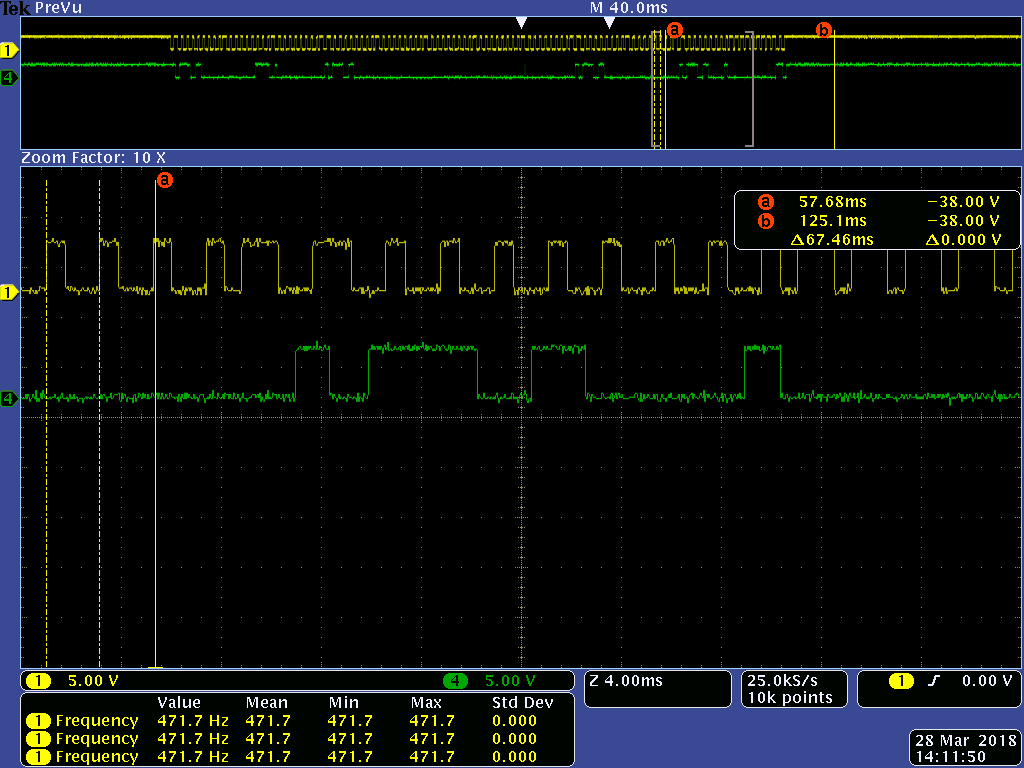 Tek PreVu M 40.0ms
a b
1
4
Zoom Factor: 10 X
a
a 57.68ms −38.00 V
b 125.1ms −38.00 V
Δ67.46ms Δ0.000 V
1
4
1 5.00 V 4 5.00 V Z 4.00ms 25.0kS/s 1 0.00 V
10k points
Value Mean Min Max Std Dev
1 Frequency 471.7 Hz 471.7 471.7 471.7 0.000
1 Frequency 471.7 Hz 471.7 471.7 471.7 0.000
1 Frequency 471.7 Hz 471.7 471.7 471.7 0.000
28 Mar 2018
14:11:50